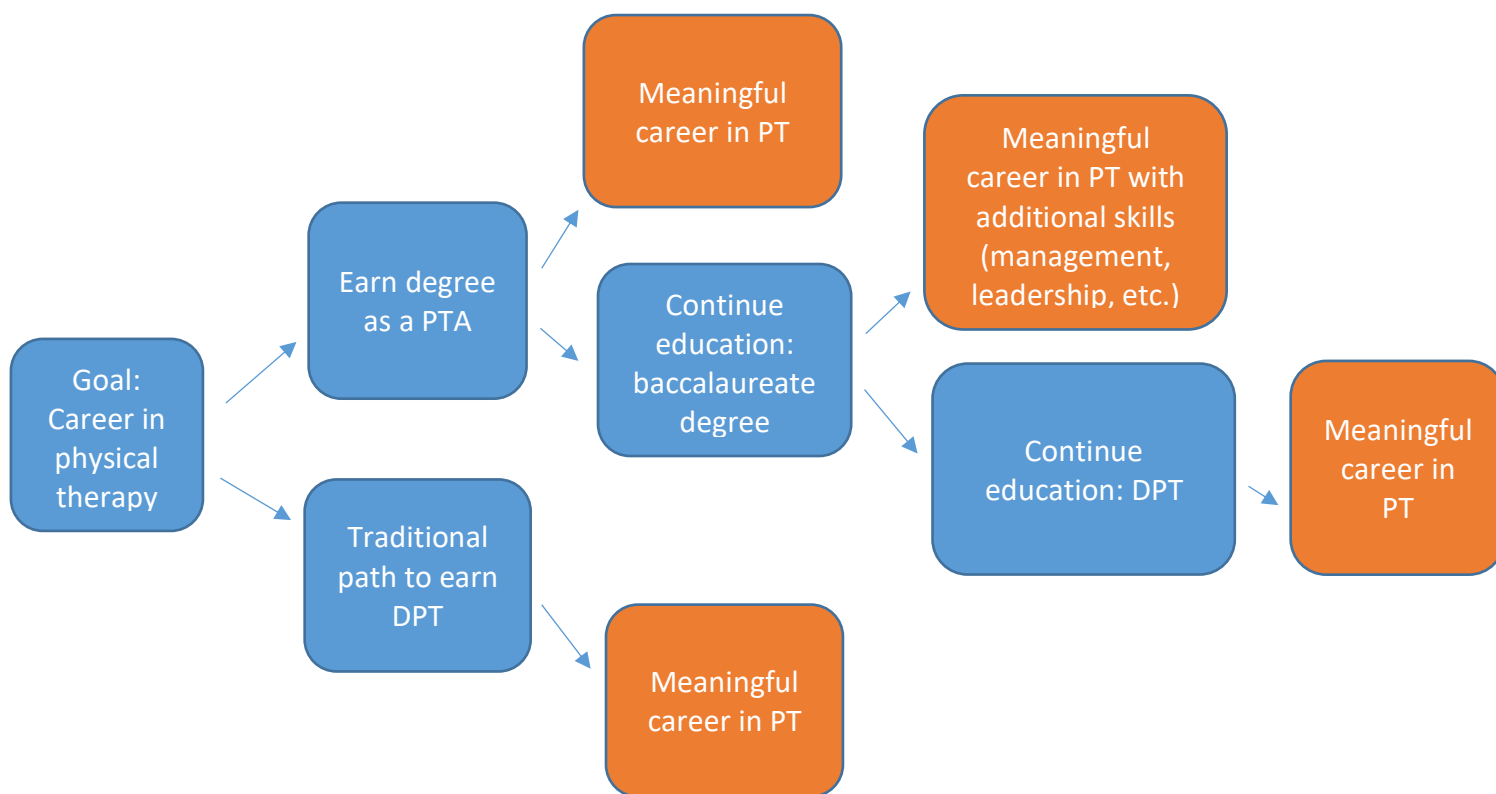 Goal:
Career in
physical
therapy
Earn degree
as a PTA
Traditional
path to earn
DPT
Meaningful
career in PT
Continue
education:
baccalaureate
degree
Meaningful
career in PT
Meaningful
career in PT with
additional skills
(management,
leadership, etc.)
Continue
education: DPT
Meaningful
career in
PT